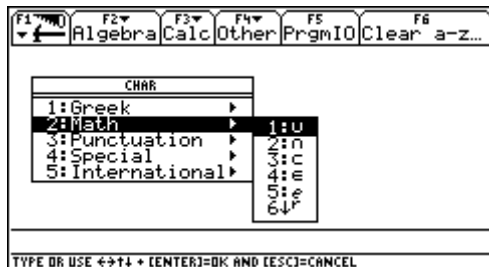 F1 F2 F3 F4 F5 F6
Algebra Calc Other PrgmIO Clear a-z...
CHAR
1:Greek
2:Math
3:Punctuation
4:Special
5:International
1:∪
2:∩
3:⊂
4:∈
5:ℯ
6↓r
TYPE OR USE ←→↑↓ + [ENTER]=OK AND [ESC]=CANCEL